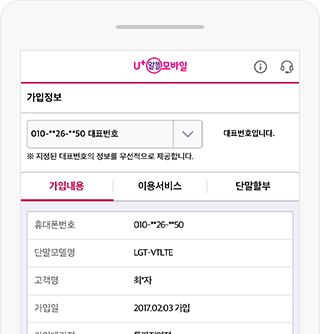 U+알뜰모바일
가입정보
010-**26-**50 대표번호
대표번호입니다.
※ 지정된 대표번호의 정보를 우선적으로 제공합니다.
가입내용 이용서비스 단말할부
휴대폰번호 010-**26-**50
단말모델명 LGT-VTLTE
고객명 최*자
가입일 2017.02.03 가입